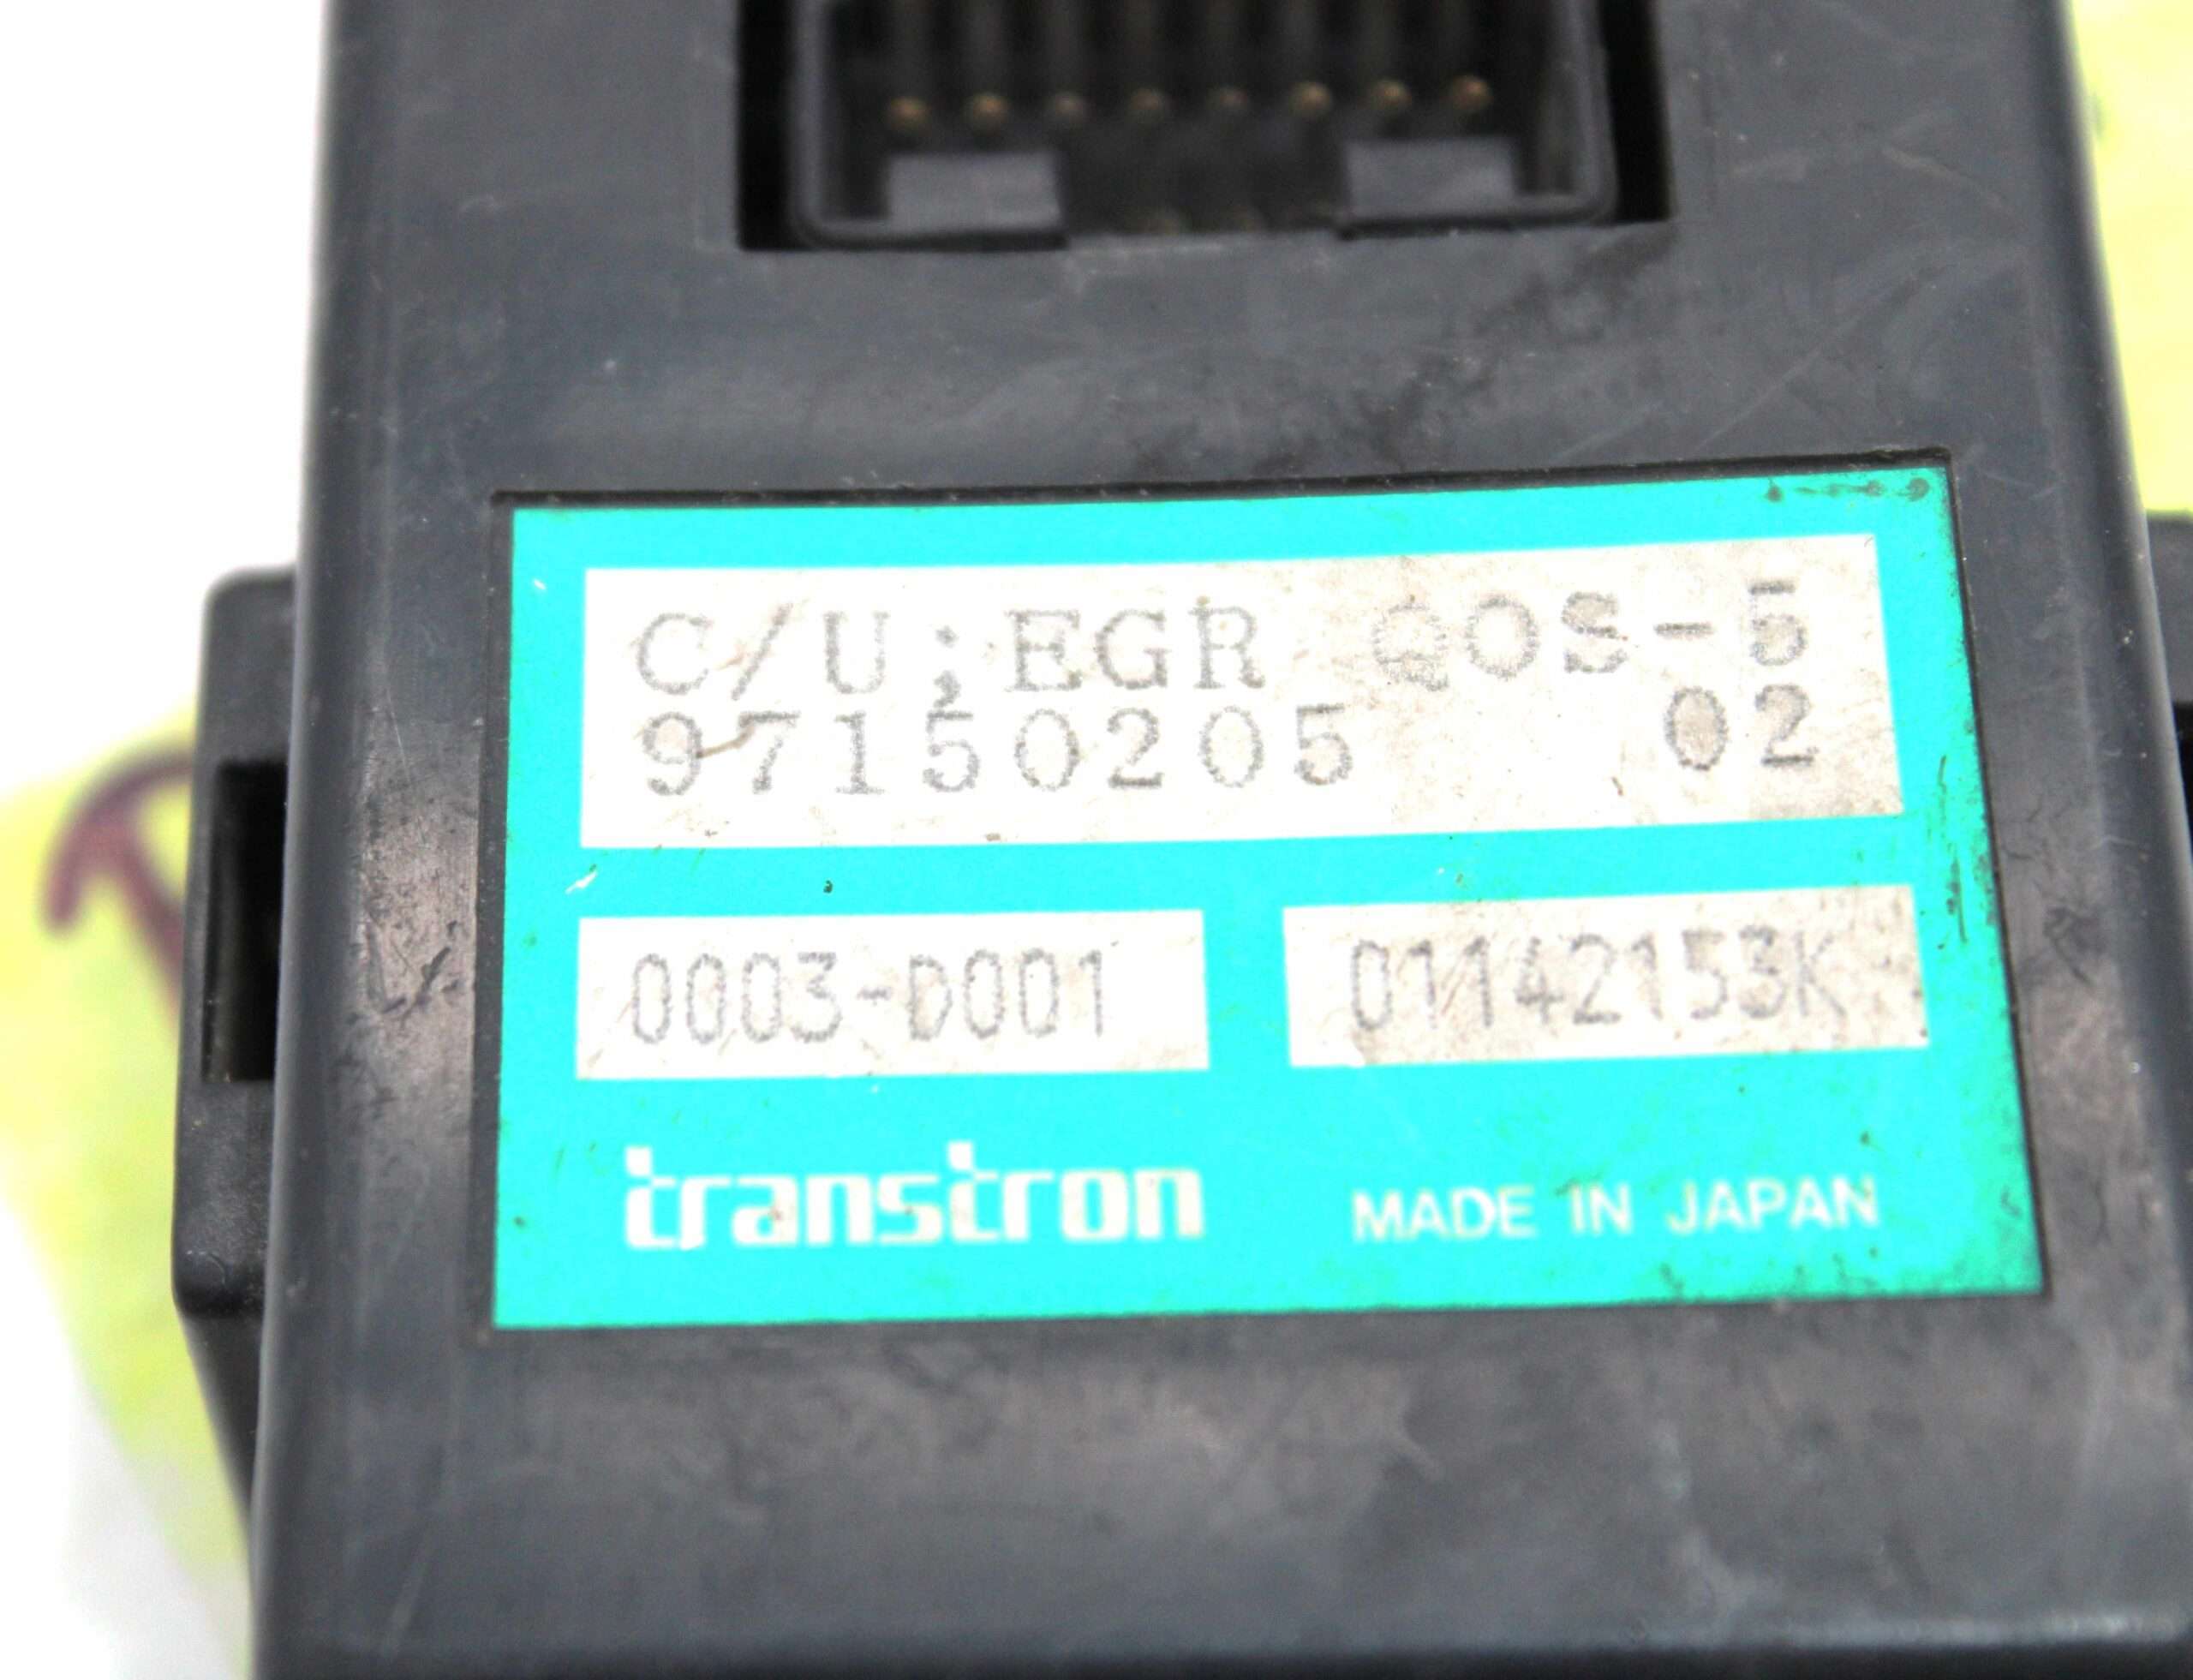 C/U;EGR QOS-5
97150205 02
0003-D001 01142153K
transtron MADE IN JAPAN